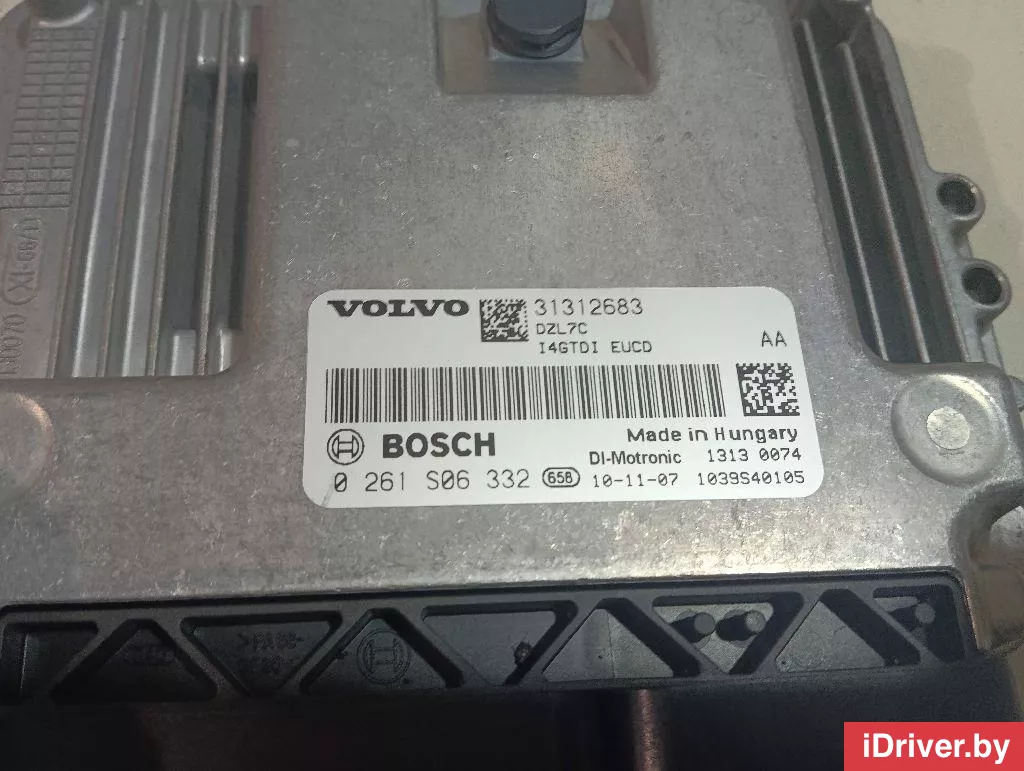 VOLVO 31312683
DZL7C
I4GTDI EUCD
AA
BOSCH
Made in Hungary
DI-Motronic 1313 0074
0 261 S06 332 658 10-11-07 1039S40105
iDriver.by